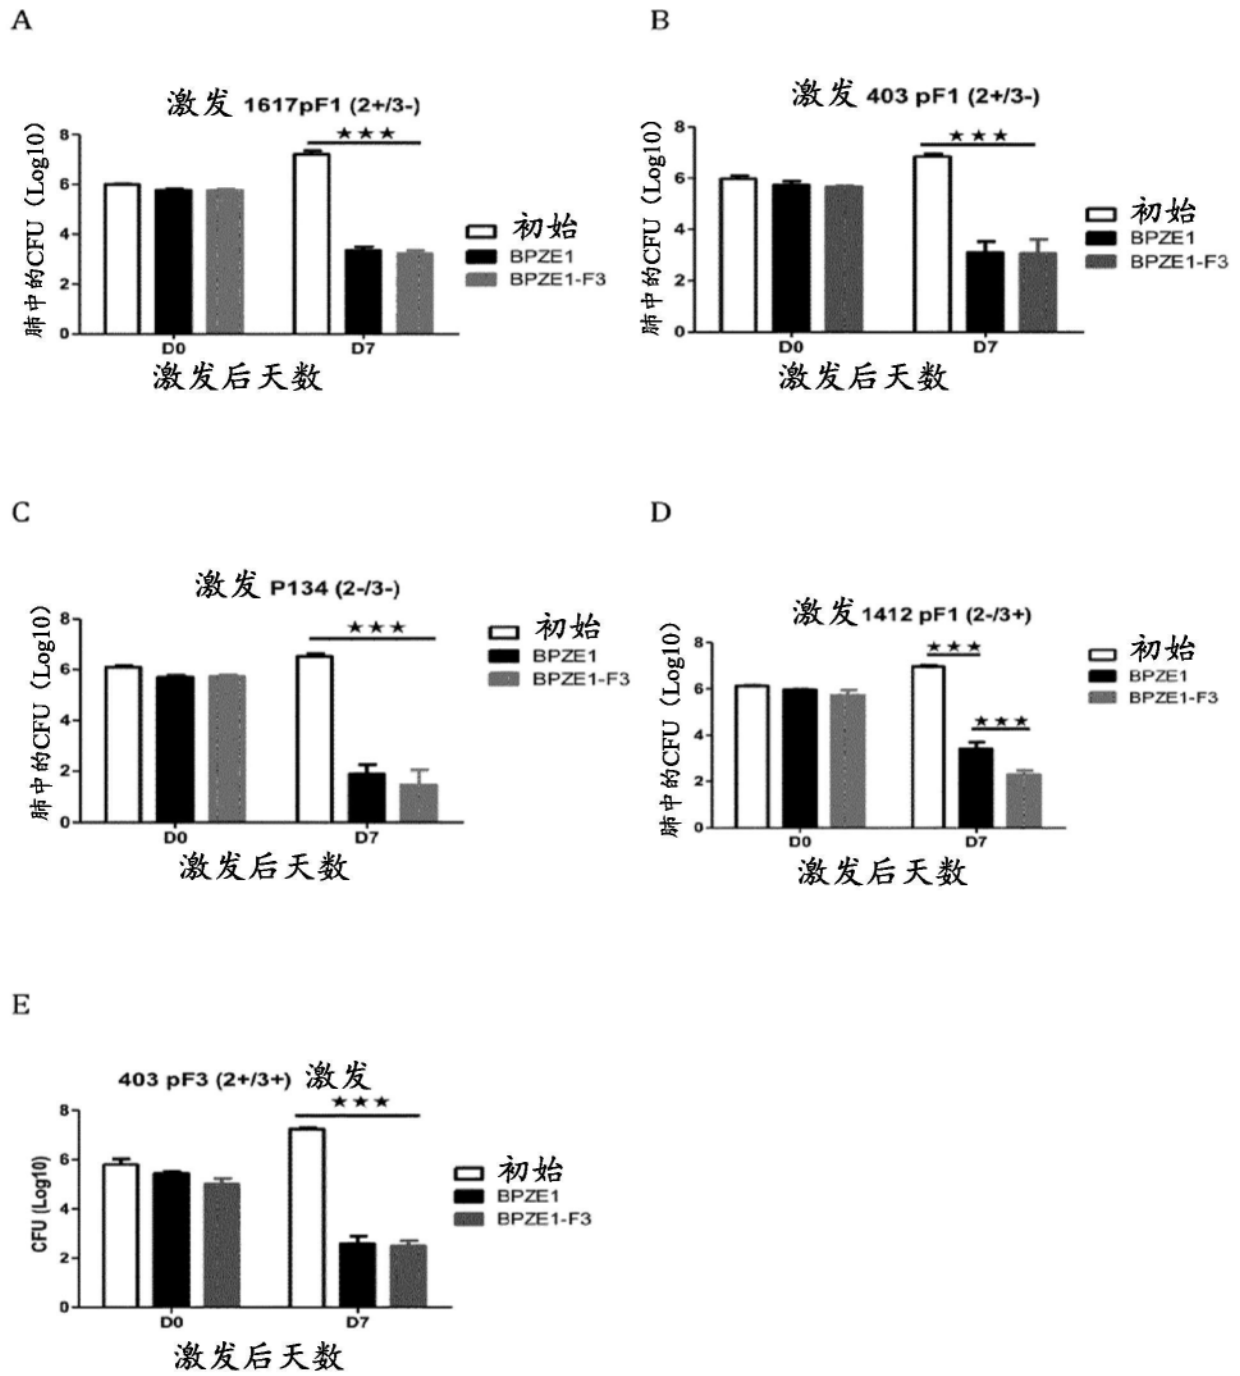 A
激发 1617pF1 (2+/3-)
★★★
肺中的CFU（Log10）
8
6
4
2
0
D0
D7
激发后天数
初始
BPZE1
BPZE1-F3
B
激发 403 pF1 (2+/3-)
★★★
肺中的CFU（Log10）
8
6
4
2
0
D0
D7
激发后天数
初始
BPZE1
BPZE1-F3
C
激发 P134 (2-/3-)
★★★
肺中的CFU（Log10）
8
6
4
2
0
D0
D7
激发后天数
初始
BPZE1
BPZE1-F3
D
激发 1412 pF1 (2-/3+)
★★★
★★★
肺中的CFU（Log10）
8
6
4
2
0
D0
D7
激发后天数
初始
BPZE1
BPZE1-F3
E
403 pF3 (2+/3+) 激发
★★★
CFU (Log10)
8
6
4
2
0
D0
D7
激发后天数
初始
BPZE1
BPZE1-F3